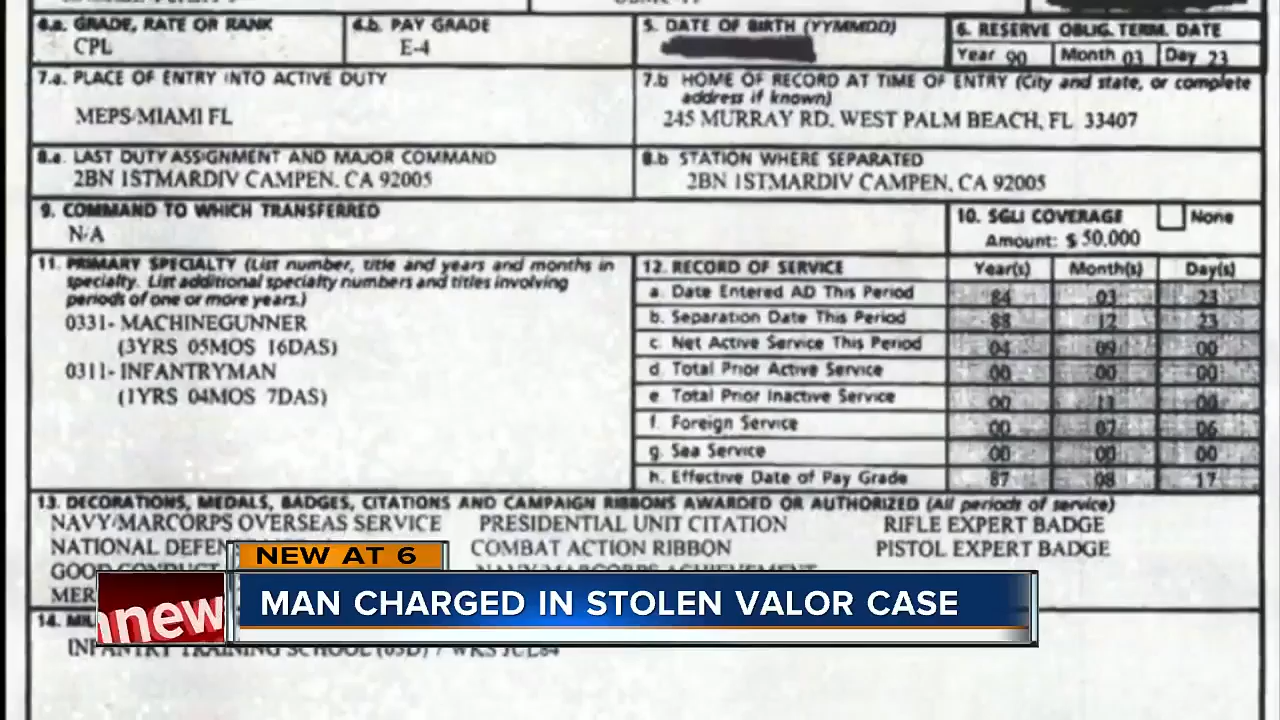 4.a. GRADE, RATE OR RANK
CPL
4.b. PAY GRADE
E-4
5. DATE OF BIRTH (YYMMDD)
6. RESERVE OBLIG. TERM. DATE
Year 90 Month 03 Day 23
7.a. PLACE OF ENTRY INTO ACTIVE DUTY
MEPS/MIAMI FL
7.b HOME OF RECORD AT TIME OF ENTRY (City and state, or complete
address if known)
245 MURRAY RD. WEST PALM BEACH, FL 33407
8.a. LAST DUTY ASSIGNMENT AND MAJOR COMMAND
2BN 1STMARDIV CAMPEN. CA 92005
8.b STATION WHERE SEPARATED
2BN 1STMARDIV CAMPEN, CA 92005
9. COMMAND TO WHICH TRANSFERRED
N/A
10. SGLI COVERAGE None
Amount: $ 50,000
11. PRIMARY SPECIALTY (List number, title and years and months in
specialty. List additional specialty numbers and titles involving
periods of one or more years.)
0331- MACHINEGUNNER
(3YRS 05MOS 16DAS)
0311- INFANTRYMAN
(1YRS 04MOS 7DAS)
12. RECORD OF SERVICE Year(s) Month(s) Day(s)
a. Date Entered AD This Period 84 03 23
b. Separation Date This Period 88 12 23
c. Net Active Service This Period 04 09 00
d. Total Prior Active Service 00 00 00
e. Total Prior Inactive Service 00 11 00
f. Foreign Service 00 07 06
g. Sea Service 00 00 00
h. Effective Date of Pay Grade 87 08 17
13. DECORATIONS, MEDALS, BADGES, CITATIONS AND CAMPAIGN RIBBONS AWARDED OR AUTHORIZED (All periods of service)
NAVY/MARCORPS OVERSEAS SERVICE PRESIDENTIAL UNIT CITATION RIFLE EXPERT BADGE
NATIONAL COMBAT ACTION RIBBON PISTOL EXPERT BADGE
GOOD CONDUCT NAVY/MARCORPS ACHIEVEMENT
NEW AT 6
MAN CHARGED IN STOLEN VALOR CASE
new
14.
INFANTRY TRAINING SCHOOL (03D) 7 WKS JUL84